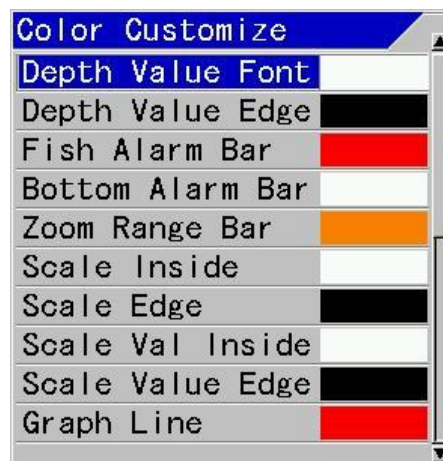 Color Customize
Depth Value Font
Depth Value Edge
Fish Alarm Bar
Bottom Alarm Bar
Zoom Range Bar
Scale Inside
Scale Edge
Scale Val Inside
Scale Value Edge
Graph Line